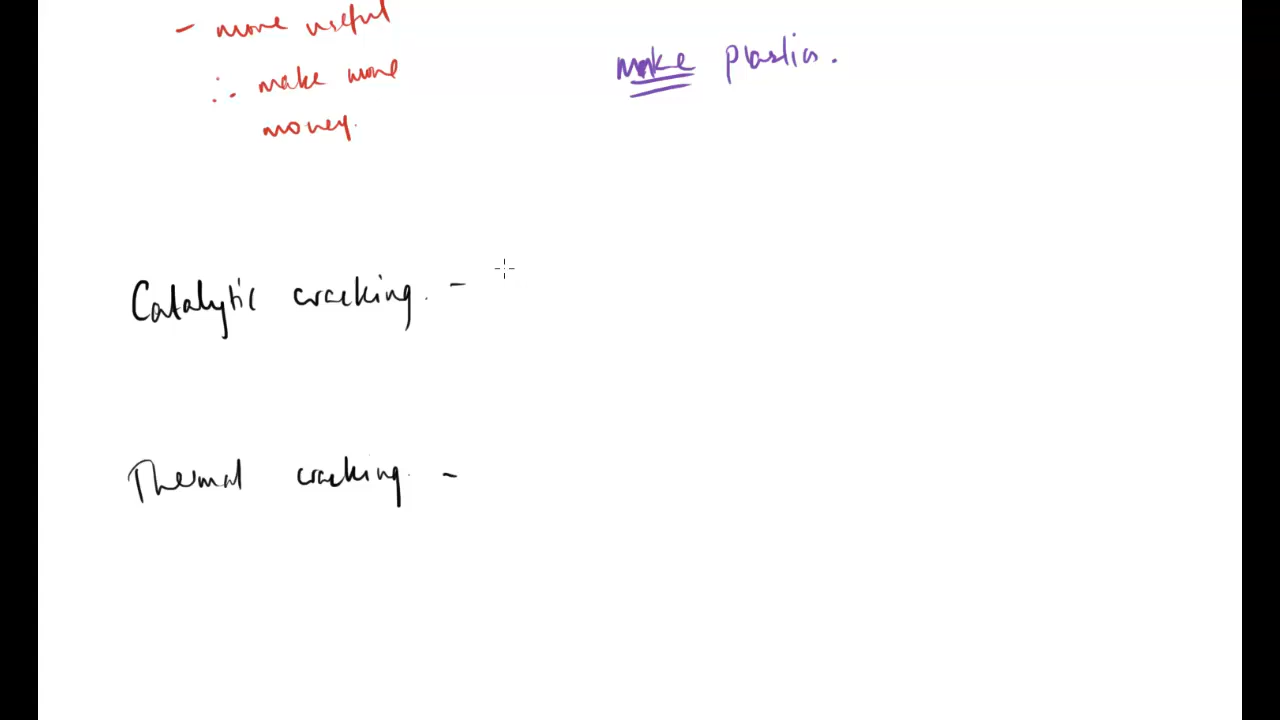 - more useful
∴ make more
money.
make plastics.
Catalytic cracking. -
Thermal cracking. -